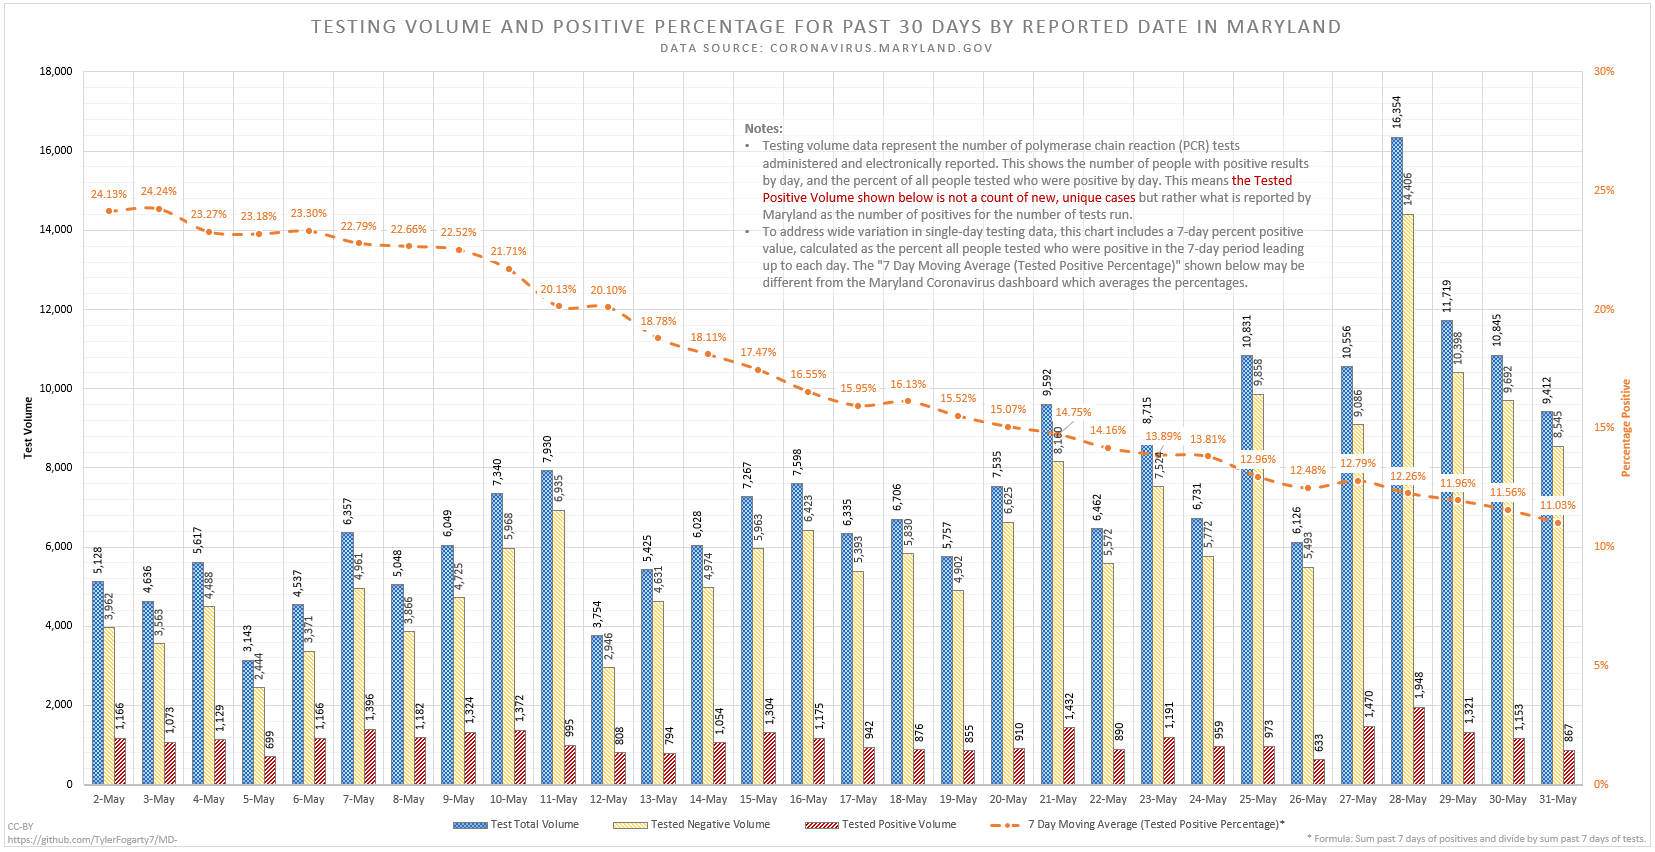 TESTING VOLUME AND POSITIVE PERCENTAGE FOR PAST 30 DAYS BY REPORTED DATE IN MARYLAND
DATA SOURCE: CORONAVIRUS.MARYLAND.GOV
18,000
16,000
14,000
12,000
10,000
8,000
6,000
4,000
2,000
0
Test Volume
30%
25%
20%
15%
10%
5%
0%
Percentage Positive
Notes:
• Testing volume data represent the number of polymerase chain reaction (PCR) tests
administered and electronically reported. This shows the number of people with positive results
by day, and the percent of all people tested who were positive by day. This means the Tested
Positive Volume shown below is not a count of new, unique cases but rather what is reported by
Maryland as the number of positives for the number of tests run.
• To address wide variation in single-day testing data, this chart includes a 7-day percent positive
value, calculated as the percent all people tested who were positive in the 7-day period leading
up to each day. The "7 Day Moving Average (Tested Positive Percentage)" shown below may be
different from the Maryland Coronavirus dashboard which averages the percentages.
24.13% 24.24% 23.27% 23.18% 23.30% 22.79% 22.66% 22.52% 21.71% 20.13% 20.10% 18.78% 18.11% 17.47% 16.55% 15.95% 16.13% 15.52% 15.07% 14.75% 14.16% 13.89% 13.81% 12.96% 12.48% 12.79% 12.26% 11.96% 11.56% 11.03%
5,128 4,636 5,617 3,143 4,537 6,357 5,048 6,049 7,340 7,930 3,754 5,425 6,028 7,267 7,598 6,335 6,706 5,757 7,535 9,592 6,462 8,715 6,731 10,831 6,126 10,556 16,354 11,719 10,845 9,412
3,962 3,563 4,488 2,444 3,371 4,961 3,866 4,725 5,968 6,935 2,946 4,631 4,974 5,963 6,423 5,393 5,830 4,902 6,625 8,160 5,572 7,524 5,772 9,858 5,493 9,086 14,406 10,398 9,692 8,545
1,166 1,073 1,129 699 1,166 1,396 1,182 1,324 1,372 995 808 794 1,054 1,304 1,175 942 876 855 910 1,432 890 1,191 959 973 633 1,470 1,948 1,321 1,153 867
2-May 3-May 4-May 5-May 6-May 7-May 8-May 9-May 10-May 11-May 12-May 13-May 14-May 15-May 16-May 17-May 18-May 19-May 20-May 21-May 22-May 23-May 24-May 25-May 26-May 27-May 28-May 29-May 30-May 31-May
Test Total Volume Tested Negative Volume Tested Positive Volume 7 Day Moving Average (Tested Positive Percentage)*
CC-BY
https://github.com/TylerFogarty7/MD-
* Formula: Sum past 7 days of positives and divide by sum past 7 days of tests.